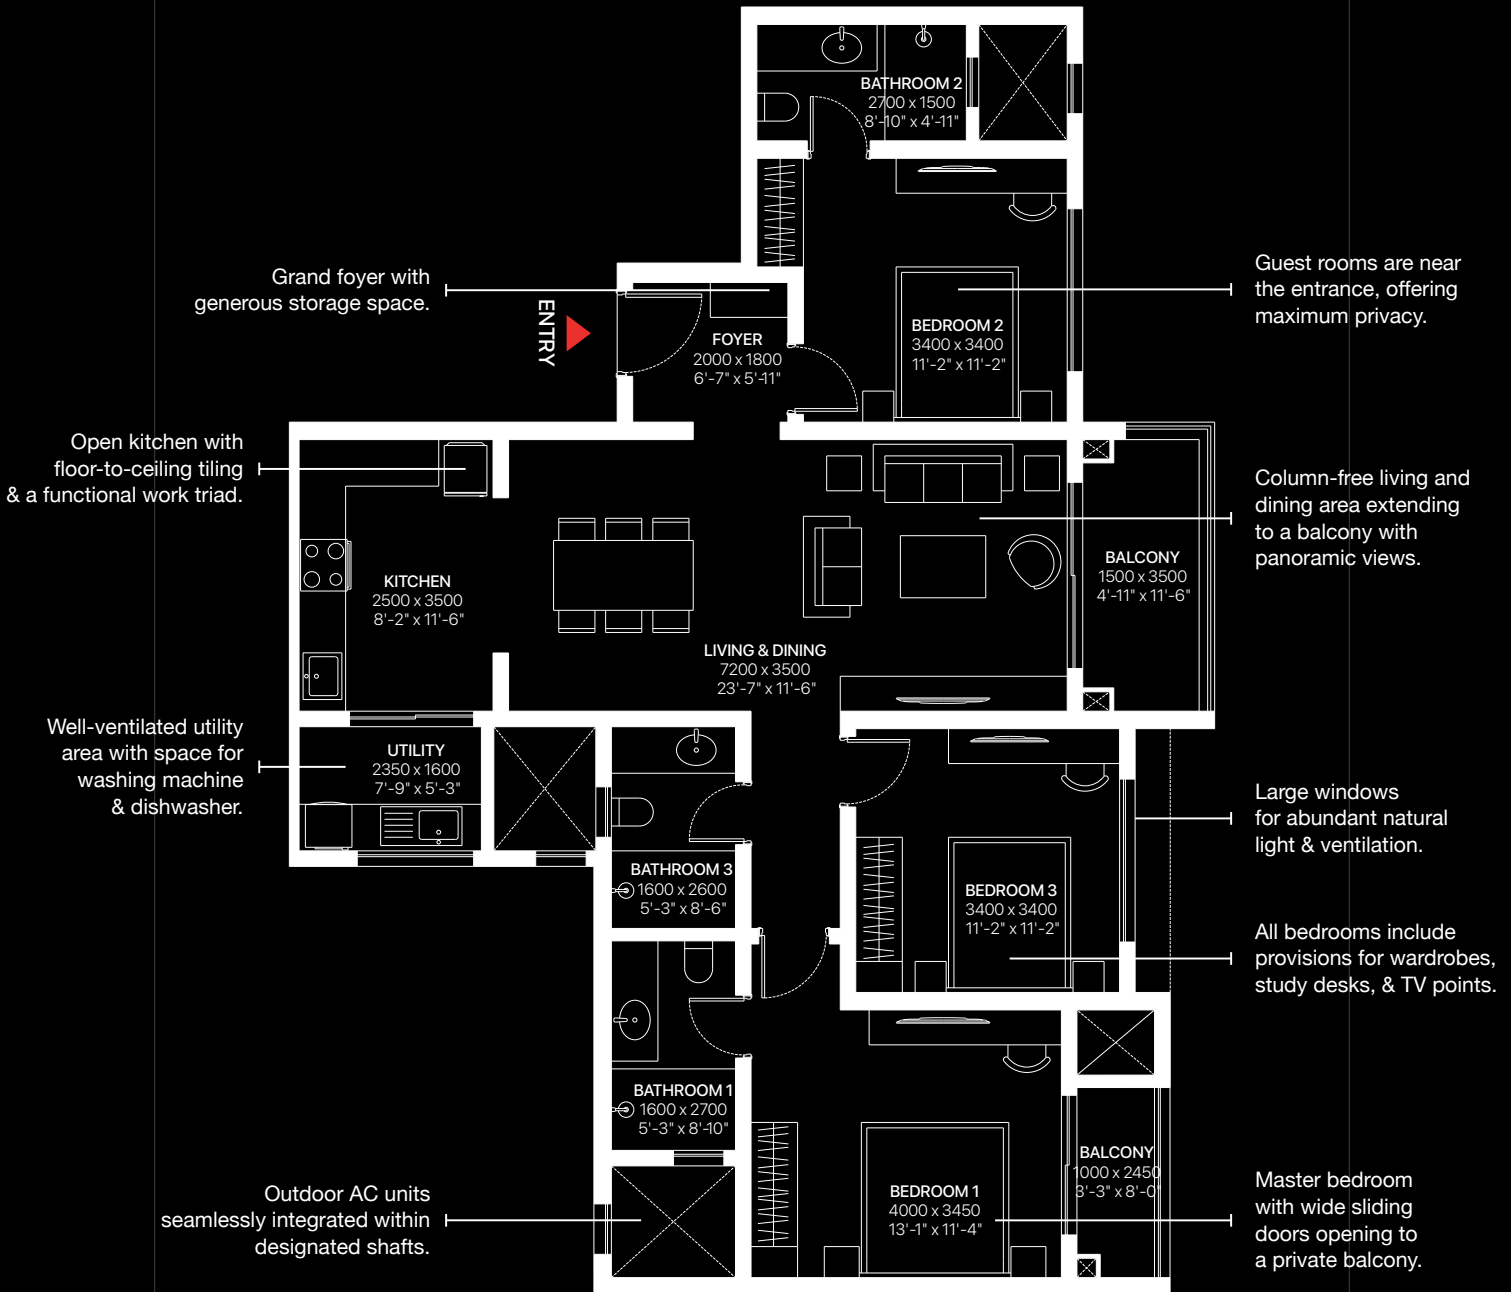 BATHROOM 2
2700 x 1500
8'-10" x 4'-11"
Grand foyer with
generous storage space.
ENTRY
FOYER
2000 x 1800
6'-7" x 5'-11"
BEDROOM 2
3400 x 3400
11'-2" x 11'-2"
Guest rooms are near
the entrance, offering
maximum privacy.
Open kitchen with
floor-to-ceiling tiling
& a functional work triad.
KITCHEN
2500 x 3500
8'-2" x 11'-6"
LIVING & DINING
7200 x 3500
23'-7" x 11'-6"
BALCONY
1500 x 3500
4'-11" x 11'-6"
Column-free living and
dining area extending
to a balcony with
panoramic views.
Well-ventilated utility
area with space for
washing machine
& dishwasher.
UTILITY
2350 x 1600
7'-9" x 5'-3"
BATHROOM 3
1600 x 2600
5'-3" x 8'-6"
BEDROOM 3
3400 x 3400
11'-2" x 11'-2"
Large windows
for abundant natural
light & ventilation.
All bedrooms include
provisions for wardrobes,
study desks, & TV points.
BATHROOM 1
1600 x 2700
5'-3" x 8'-10"
Outdoor AC units
seamlessly integrated within
designated shafts.
BEDROOM 1
4000 x 3450
13'-1" x 11'-4"
BALCONY
1000 x 2450
3'-3" x 8'-0"
Master bedroom
with wide sliding
doors opening to
a private balcony.